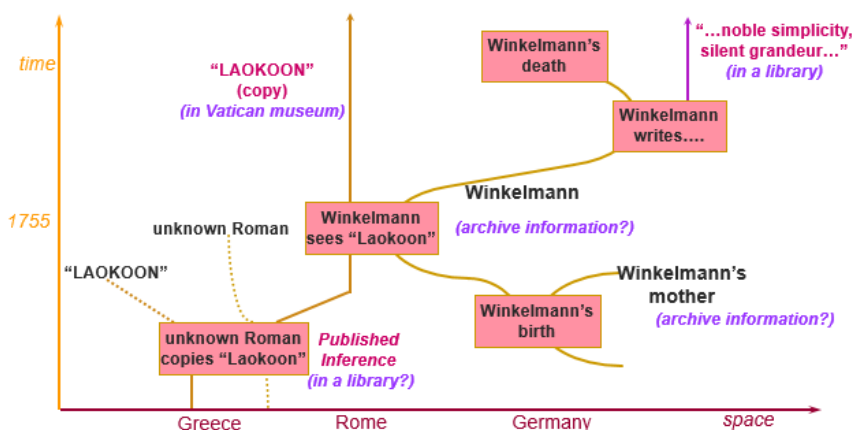 time
1755
“LAOKOON”
(copy)
(in Vatican museum)
Winkelmann’s
death
“…noble simplicity,
silent grandeur…”
(in a library)
Winkelmann
writes….
Winkelmann
(archive information?)
Winkelmann
sees “Laokoon”
unknown Roman
“LAOKOON”
Winkelmann’s
mother
(archive information?)
Winkelmann’s
birth
unknown Roman
copies “Laokoon”
Published
Inference
(in a library?)
Greece
Rome
Germany
space